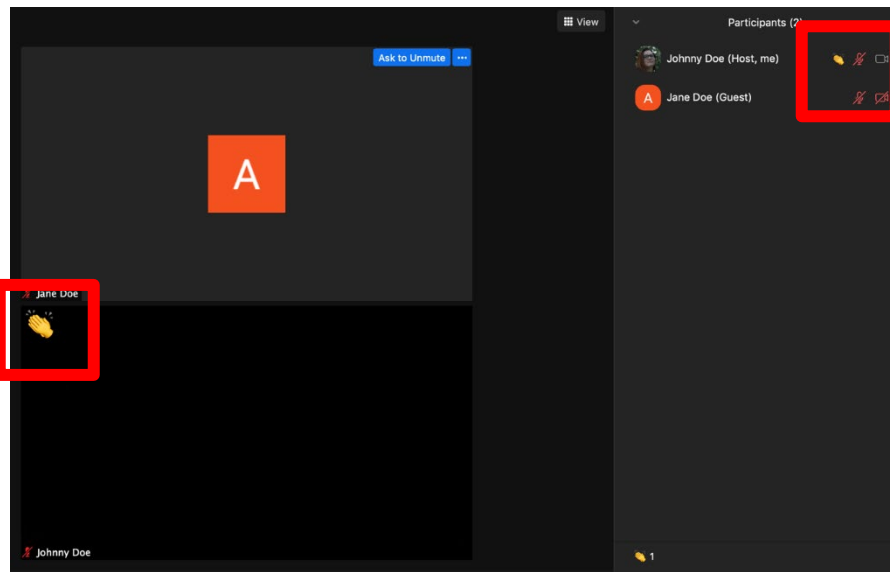 View
Participants (2)
Ask to Unmute
Johnny Doe (Host, me)
A
Jane Doe (Guest)
A
Jane Doe
Johnny Doe
1